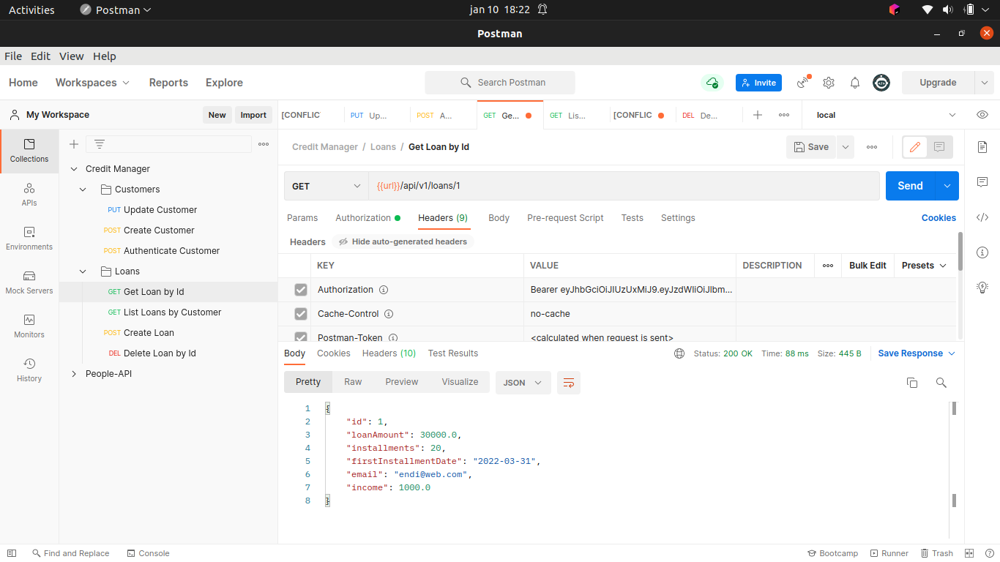 Activities Postman jan 10 18:22
Postman
File Edit View Help
Home Workspaces Reports Explore Search Postman Invite Upgrade
My Workspace New Import [CONFLIC PUT Up... POST A... GET Ge... GET Lis... [CONFLIC DEL De... local
Collections
APIs
Environments
Mock Servers
Monitors
History
Credit Manager
Customers
PUT Update Customer
POST Create Customer
POST Authenticate Customer
Loans
GET Get Loan by Id
GET List Loans by Customer
POST Create Loan
DEL Delete Loan by Id
People-API
Credit Manager / Loans / Get Loan by Id Save
GET {{url}}/api/v1/loans/1 Send
Params Authorization Headers (9) Body Pre-request Script Tests Settings Cookies
Headers Hide auto-generated headers
KEY VALUE DESCRIPTION Bulk Edit Presets
Authorization Bearer eyJhbGciOiJIUzUxMiJ9.eyJzdWIiOiJlbm...
Cache-Control no-cache
Postman-Token <calculated when request is sent>
Body Cookies Headers (10) Test Results Status: 200 OK Time: 88 ms Size: 445 B Save Response
Pretty Raw Preview Visualize JSON
1 {
2 "id": 1,
3 "loanAmount": 30000.0,
4 "installments": 20,
5 "firstInstallmentDate": "2022-03-31",
6 "email": "endi@web.com",
7 "income": 1000.0
8 }
Find and Replace Console Bootcamp Runner Trash